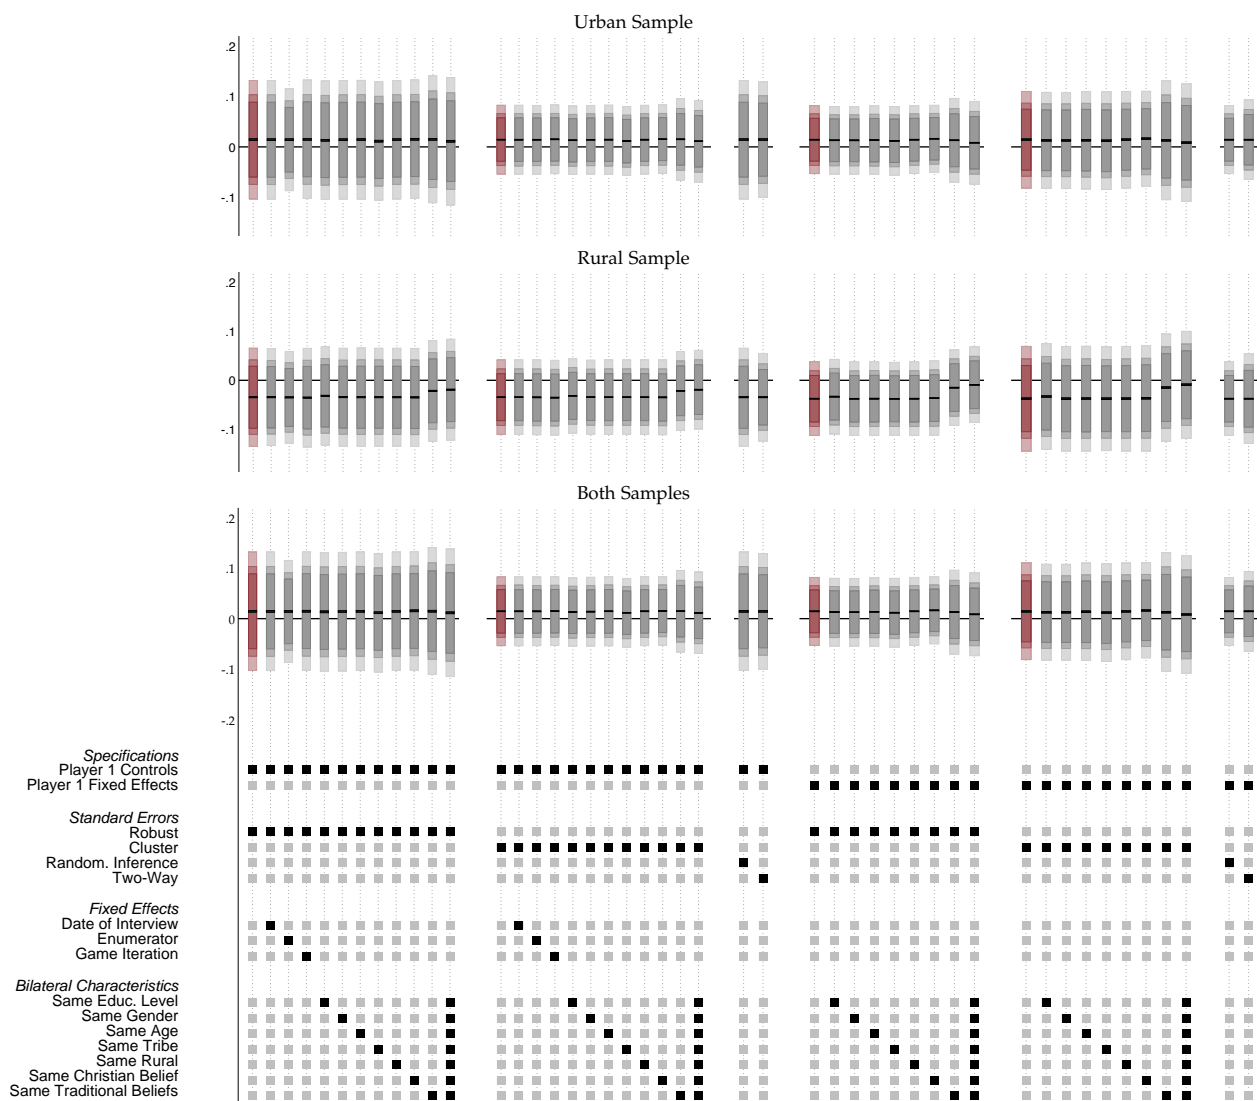 Urban Sample
.2
.1
0
-.1
Rural Sample
.2
.1
0
-.1
Both Samples
.2
.1
0
-.1
-.2
Specifications
Player 1 Controls
Player 1 Fixed Effects
Standard Errors
Robust
Cluster
Random. Inference
Two-Way
Fixed Effects
Date of Interview
Enumerator
Game Iteration
Bilateral Characteristics
Same Educ. Level
Same Gender
Same Age
Same Tribe
Same Rural
Same Christian Belief
Same Traditional Beliefs